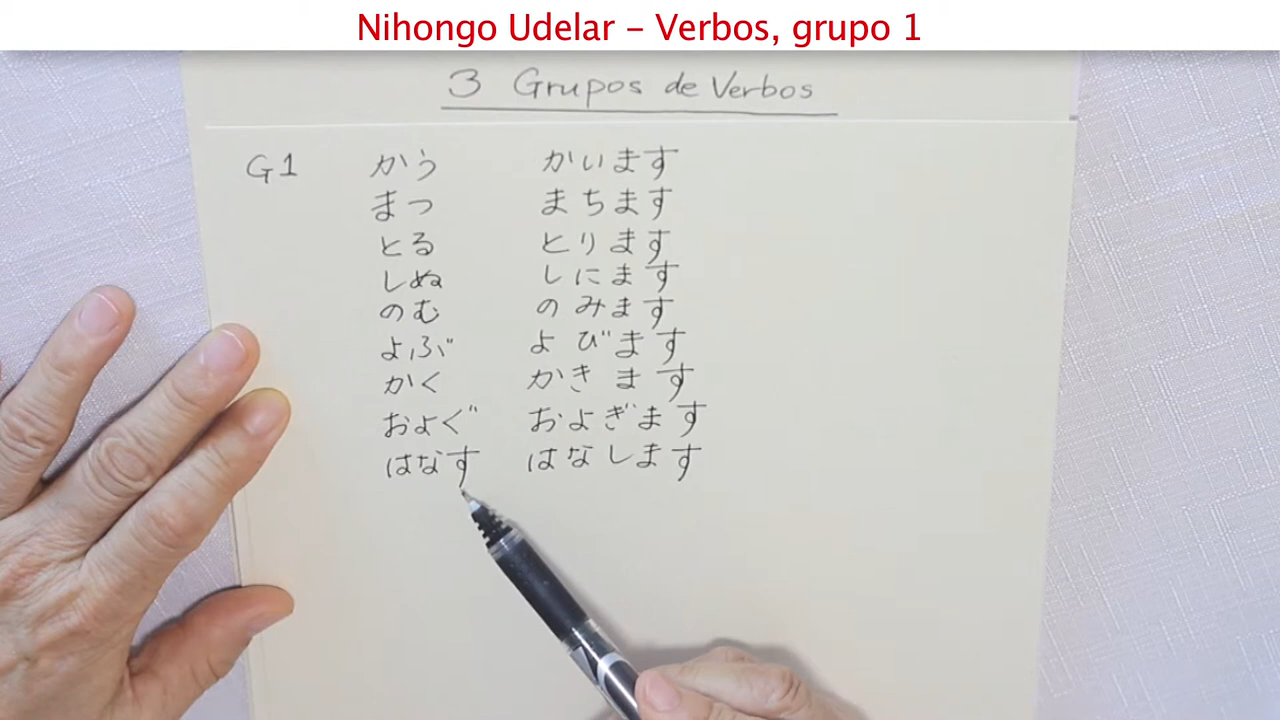 Nihongo Udelar – Verbos, grupo 1
3 Grupos de Verbos
G1 かう かいます
まつ まちます
とる とります
しぬ しにます
のむ のみます
よぶ よびます
かく かきます
およぐ およぎます
はなす はなします